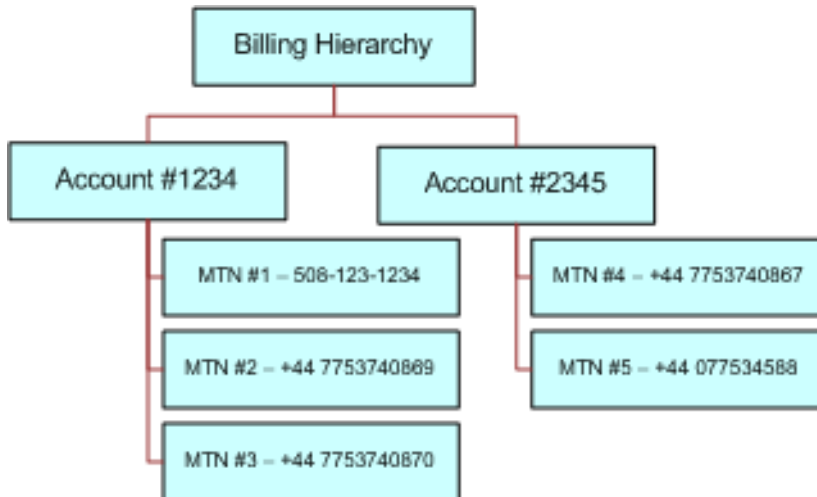 Billing Hierarchy
Account #1234
Account #2345
MTN #1 – 508-123-1234
MTN #4 – +44 7753740867
MTN #2 – +44 7753740869
MTN #5 – +44 077534588
MTN #3 – +44 7753740870